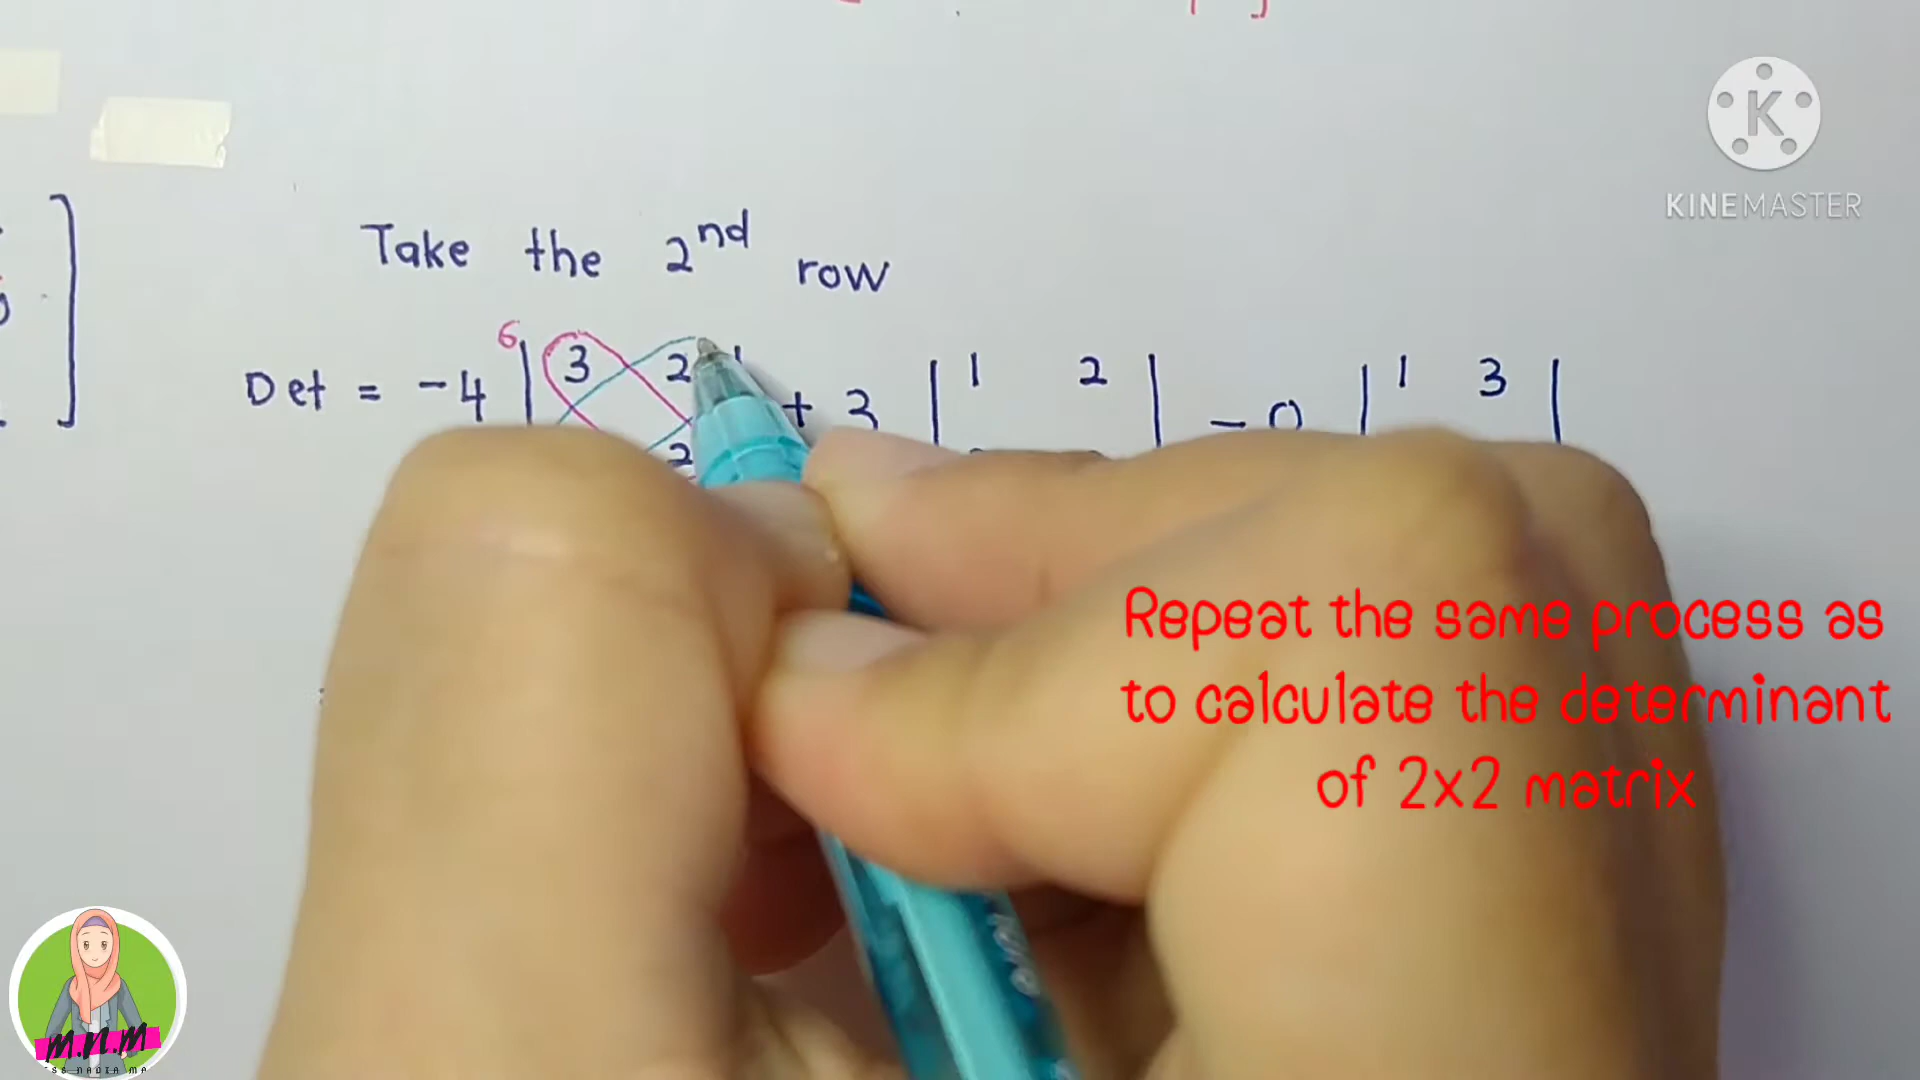 Take the 2nd row
6
Det = -4 | 3 2 | + 3 | 1 2 | - 0 | 1 3 |
2
KINEMASTER
Repeat the same process as
to calculate the determinant
of 2x2 matrix
M.N.M